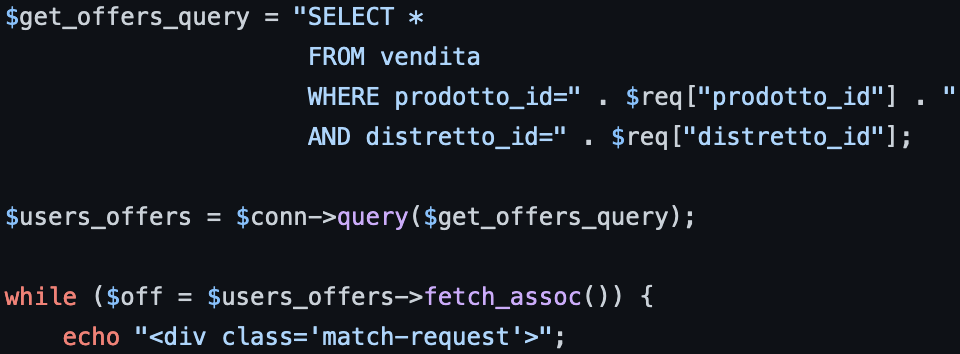 $get_offers_query = "SELECT *
FROM vendita
WHERE prodotto_id=" . $req["prodotto_id"] . "
AND distretto_id=" . $req["distretto_id"];
$users_offers = $conn->query($get_offers_query);
while ($off = $users_offers->fetch_assoc()) {
echo "<div class='match-request'>";